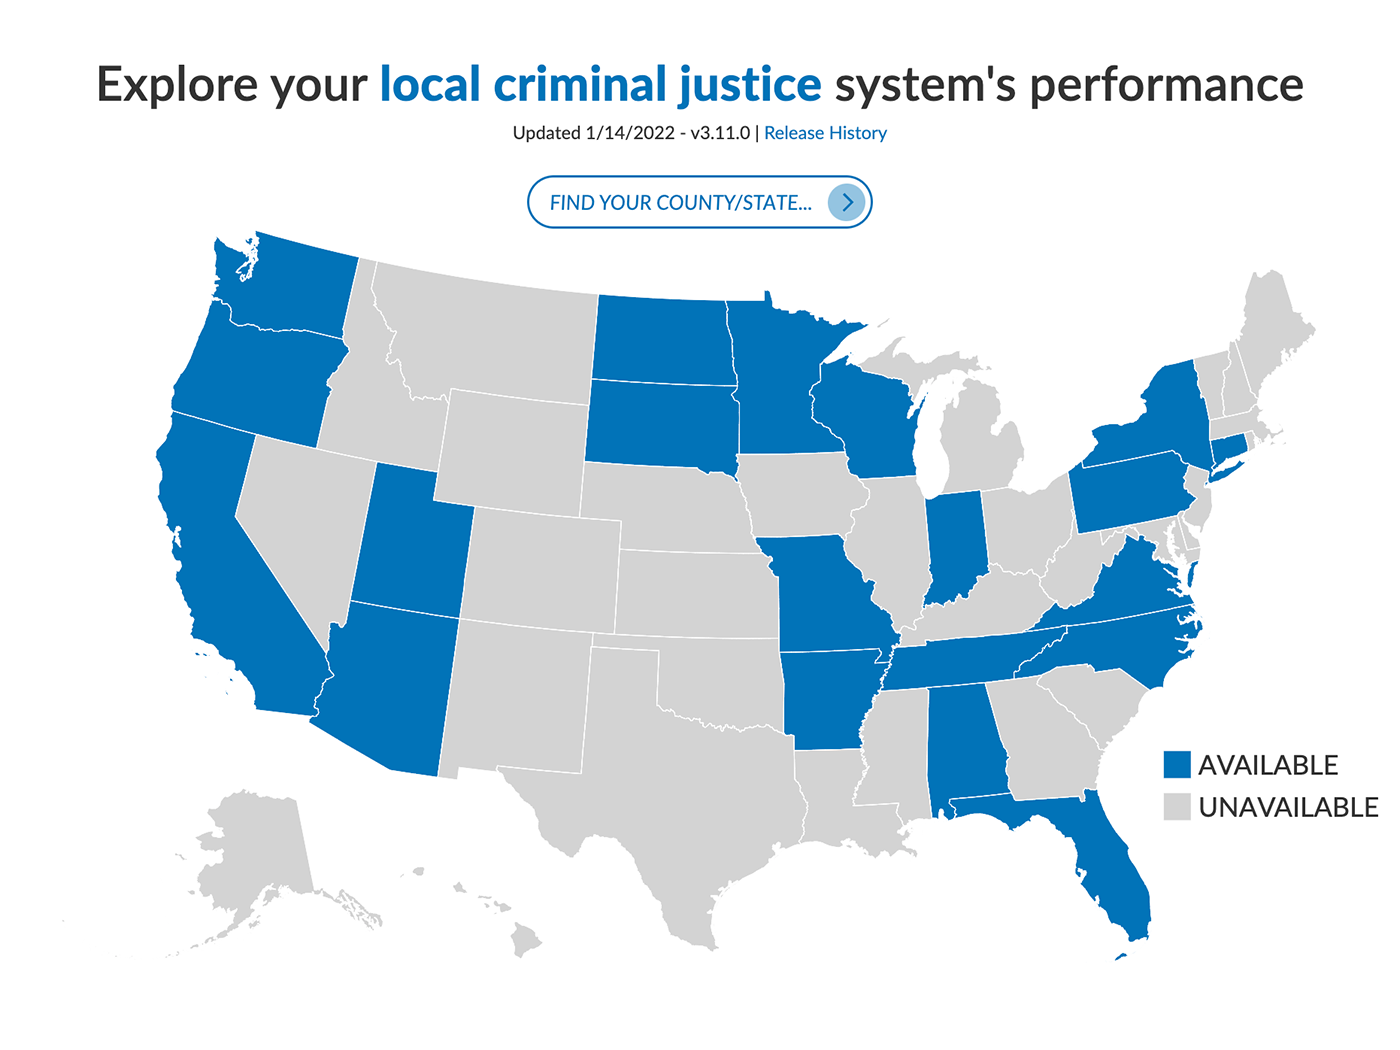 Explore your local criminal justice system's performance
Updated 1/14/2022 - v3.11.0 | Release History
FIND YOUR COUNTY/STATE...
AVAILABLE
UNAVAILABLE